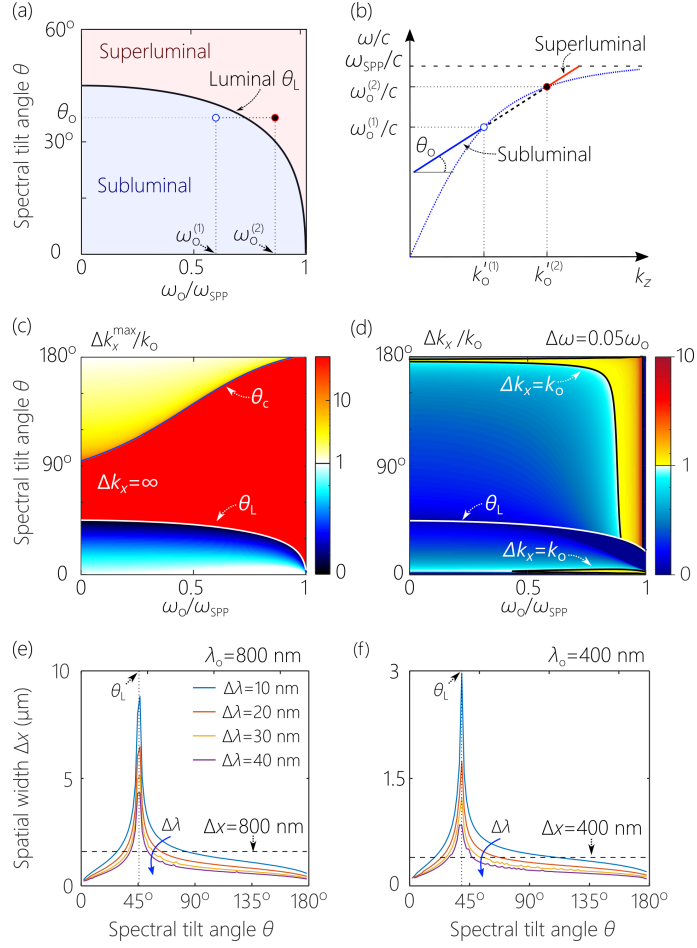 (a)
60°
Superluminal
Luminal θL
θo
30°
Subluminal
ωo(1)
ωo(2)
0
0
0.5
1
ωo/ωSPP
Spectral tilt angle θ
(b)
ω/c
ωSPP/c
ωo(2)/c
ωo(1)/c
Superluminal
Subluminal
θo
k'o(1)
k'o(2)
kz
(c)
Δkxmax/ko
180°
θc
90°
Δkx=∞
θL
0
0
0.5
1
ωo/ωSPP
Spectral tilt angle θ
10
1
0
(d)
Δkx/ko
Δω=0.05ωo
180°
Δkx=ko
90°
θL
Δkx=ko
0
0
0.5
1
ωo/ωSPP
10
1
0
(e)
λo=800 nm
10
θL
Δλ=10 nm
Δλ=20 nm
Δλ=30 nm
Δλ=40 nm
5
Δλ
Δx=800 nm
0
0
45°
90°
135°
180°
Spectral tilt angle θ
Spatial width Δx (μm)
(f)
λo=400 nm
3
θL
1.5
Δλ
Δx=400 nm
0
0
45°
90°
135°
180°
Spectral tilt angle θ